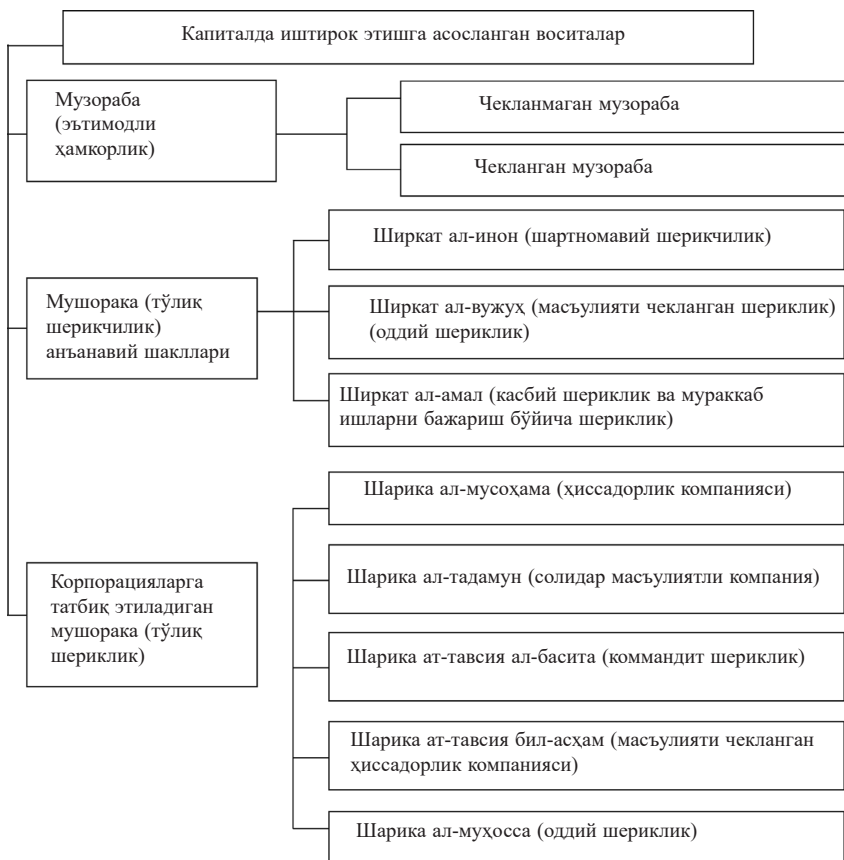 Капиталда иштирок этишга асосланган воситалар
Музораба
(эътимодли
ҳамкорлик)
Чекланмаган музораба
Чекланган музораба
Мушорака (тўлиқ
шерикчилик)
анъанавий шакллари
Ширкат ал-инон (шартномавий шерикчилик)
Ширкат ал-вужуҳ (масъулияти чекланган шериклик)
(оддий шериклик)
Ширкат ал-амал (касбий шериклик ва мураккаб
ишларни бажариш бўйича шериклик)
Корпорацияларга
татбиқ этиладиган
мушорака (тўлиқ
шериклик)
Шарика ал-мусоҳама (ҳиссадорлик компанияси)
Шарика ал-тадамун (солидар масъулиятли компания)
Шарика ат-тавсия ал-басита (коммандит шериклик)
Шарика ат-тавсия бил-асҳам (масъулияти чекланган
ҳиссадорлик компанияси)
Шарика ал-муҳосса (оддий шериклик)